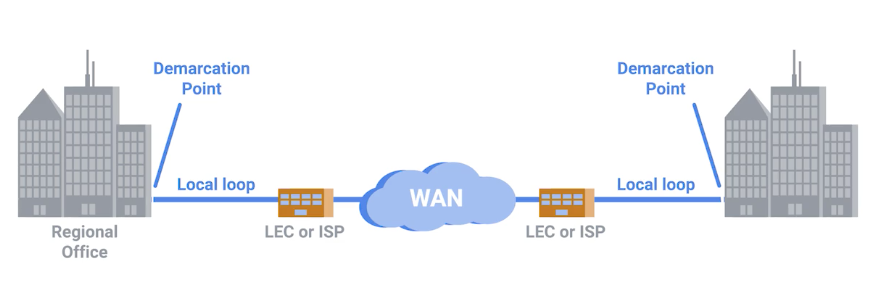 Demarcation
Point
Demarcation
Point
Local loop
WAN
Local loop
Regional
Office
LEC or ISP
LEC or ISP